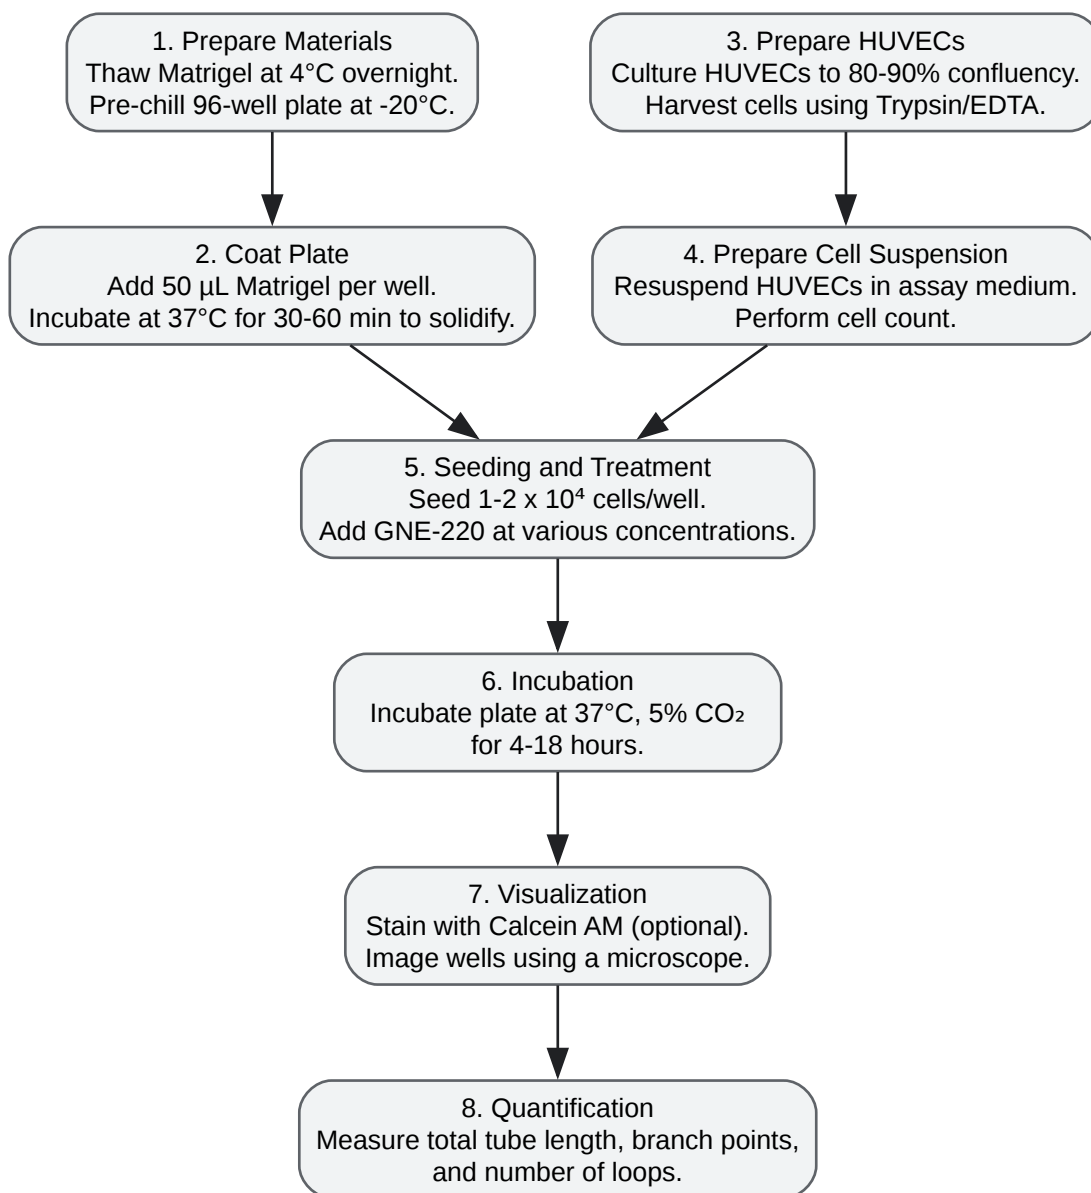 1. Prepare Materials
Thaw Matrigel at 4°C overnight.
Pre-chill 96-well plate at -20°C.
3. Prepare HUVECs
Culture HUVECs to 80-90% confluency.
Harvest cells using Trypsin/EDTA.
2. Coat Plate
Add 50 µL Matrigel per well.
Incubate at 37°C for 30-60 min to solidify.
4. Prepare Cell Suspension
Resuspend HUVECs in assay medium.
Perform cell count.
5. Seeding and Treatment
Seed 1-2 x 10⁴ cells/well.
Add GNE-220 at various concentrations.
6. Incubation
Incubate plate at 37°C, 5% CO₂
for 4-18 hours.
7. Visualization
Stain with Calcein AM (optional).
Image wells using a microscope.
8. Quantification
Measure total tube length, branch points,
and number of loops.